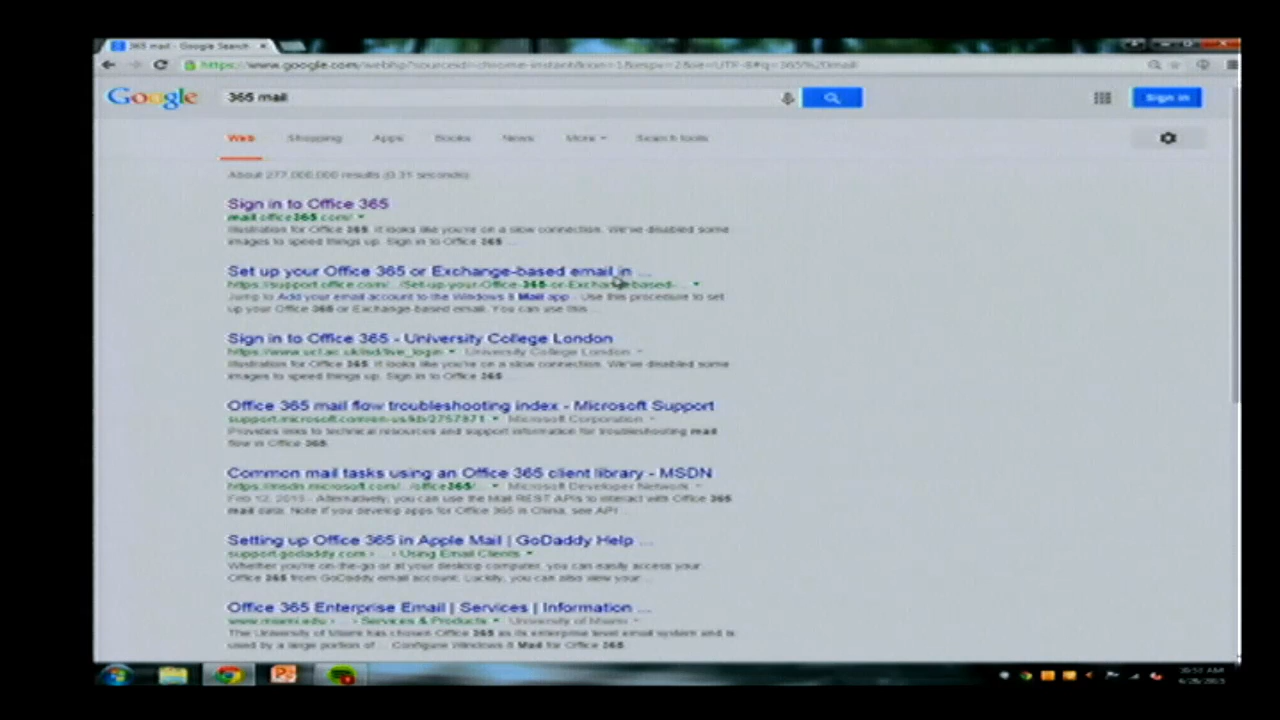 365 mail - Google Search
https://www.google.com/webhp?sourceid=chrome-instant&ion=1&espv=2&ie=UTF-8#q=365%20mail
Google 365 mail Sign in
Web Shopping Apps Books News More Search tools
About 277,000,000 results (0.31 seconds)
Sign in to Office 365
mail.office365.com/
Illustration for Office 365. It looks like you're on a slow connection. We've disabled some
images to speed things up. Sign in to Office 365 ...
Set up your Office 365 or Exchange-based email in ...
https://support.office.com/.../Set-up-your-Office-365-or-Exchange-based-...
Jump to Add your email account to the Windows 8 Mail app - Use this procedure to set
up your Office 365 or Exchange-based email. You can use this ...
Sign in to Office 365 - University College London
https://www.ucl.ac.uk/isd/live_login University College London
Illustration for Office 365. It looks like you're on a slow connection. We've disabled some
images to speed things up. Sign in to Office 365 ...
Office 365 mail flow troubleshooting index - Microsoft Support
support.microsoft.com/en-us/kb/2757971 Microsoft Corporation
Provides links to technical resources and support information for troubleshooting mail
flow in Office 365.
Common mail tasks using an Office 365 client library - MSDN
https://msdn.microsoft.com/.../office365/... Microsoft Developer Network
Feb 12, 2015 - Alternatively, you can use the Mail REST APIs to interact with Office 365
mail data. Note If you develop apps for Office 365 in China, see API ...
Setting up Office 365 in Apple Mail | GoDaddy Help ...
support.godaddy.com › ... › Using Email Clients
Whether you're on-the-go or at your desktop computer, you can easily access your
Office 365 from GoDaddy email account. Luckily, you can also view your ...
Office 365 Enterprise Email | Services | Information ...
www.miami.edu › ... › Services & Products University of Miami
The University of Miami has chosen Office 365 as its enterprise level email system and is
used by a large portion of ... Configure Windows 8 Mail for Office 365.